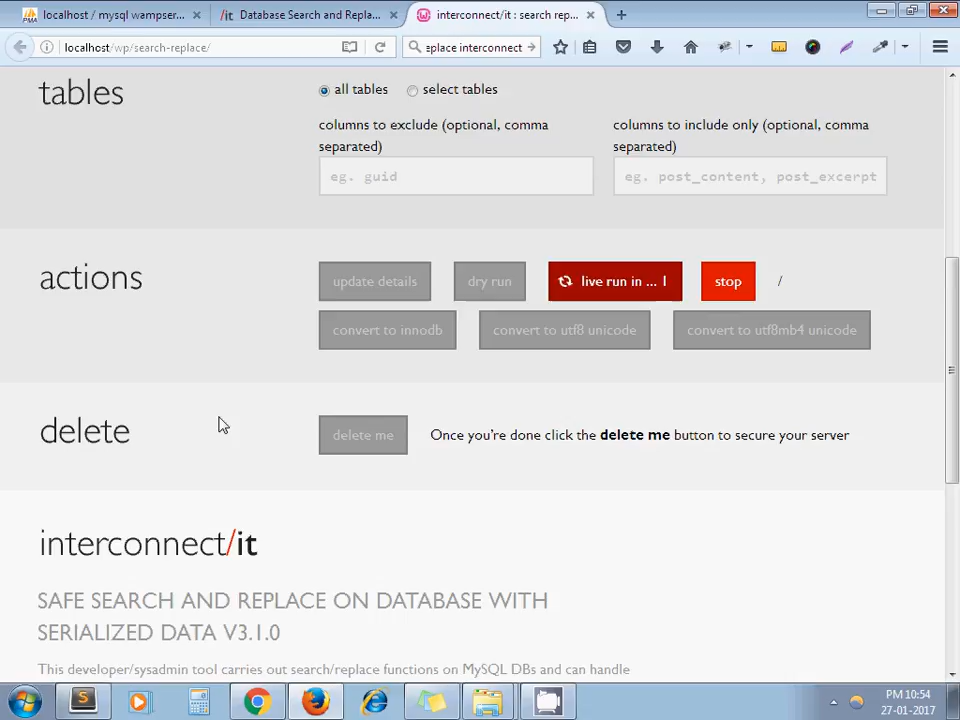 localhost / mysql wampser...
/it Database Search and Repla...
interconnect/it : search rep...
localhost/wp/search-replace/
eplace interconnect
tables
all tables
select tables
columns to exclude (optional, comma separated)
columns to include only (optional, comma separated)
eg. guid
eg. post_content, post_excerpt
actions
update details
dry run
live run in ... 1
stop
/
convert to innodb
convert to utf8 unicode
convert to utf8mb4 unicode
delete
delete me
Once you're done click the delete me button to secure your server
interconnect/it
SAFE SEARCH AND REPLACE ON DATABASE WITH
SERIALIZED DATA V3.1.0
This developer/sysadmin tool carries out search/replace functions on MySQL DBs and can handle
PM 10:54
27-01-2017